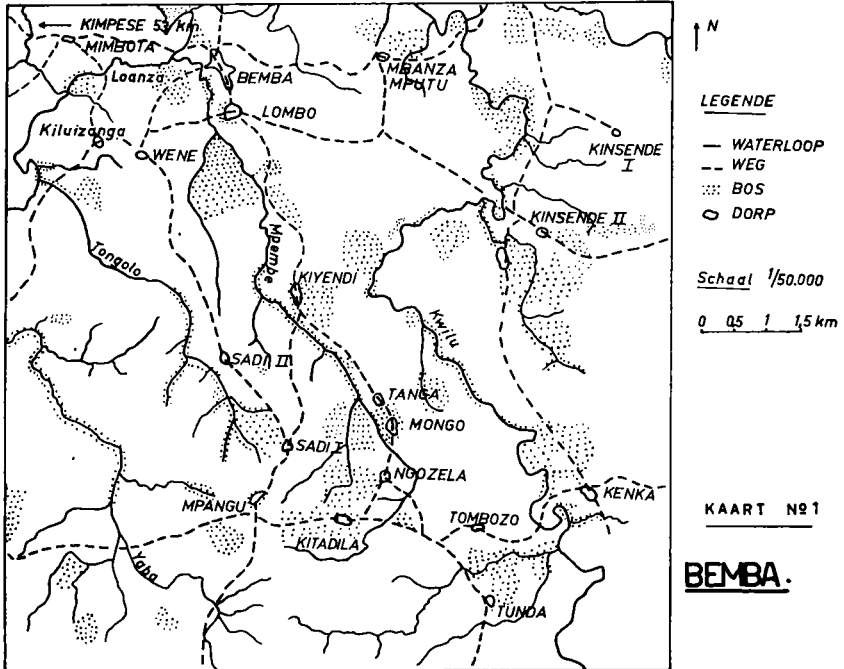 ← KIMPESE 53 km
MIMBOTA
Loanza
BEMBA
MBANZA
MPUTU
LOMBO
Kiluizanga
WENE
KINSENDE
I
KINSENDE II
Mpembe
Tongolo
KIYENDI
Kwilu
SADI II
TANGA
MONGO
SADI I
NGOZELA
MPANGU
KENKA
KITADILA
TOMBOZO
Yaba
TUNDA
N
LEGENDE
WATERLOOP
WEG
BOS
DORP
Schaal 1/50.000
0 0,5 1 1,5 km
KAART Nº 1
BEMBA.